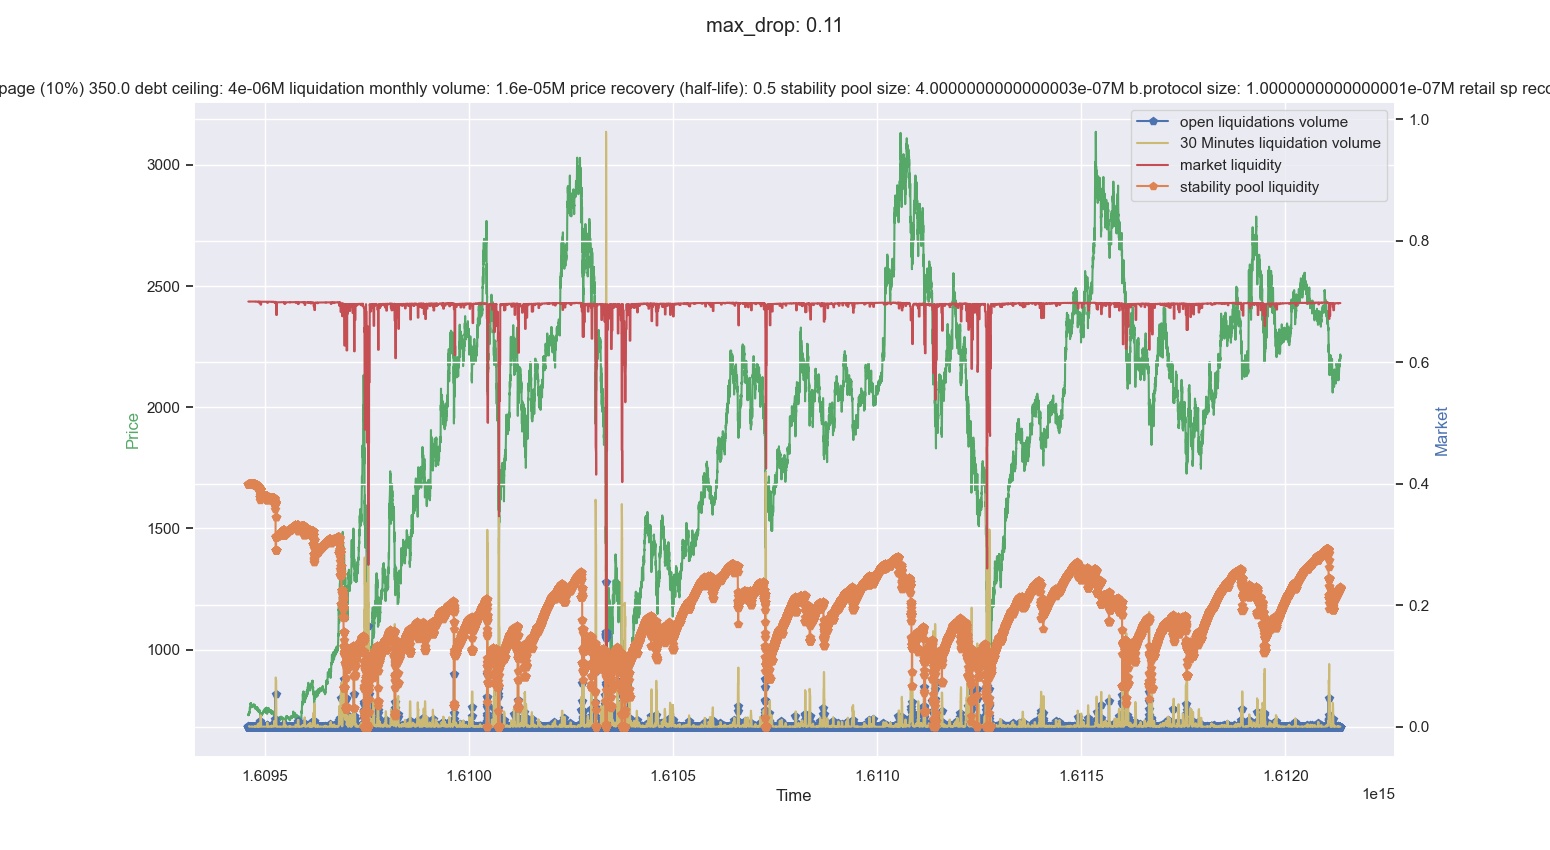 max_drop: 0.11
page (10%) 350.0 debt ceiling: 4e-06M liquidation monthly volume: 1.6e-05M price recovery (half-life): 0.5 stability pool size: 4.0000000000000003e-07M b.protocol size: 1.0000000000000001e-07M retail sp reco
open liquidations volume
30 Minutes liquidation volume
market liquidity
stability pool liquidity
3000
2500
2000
1500
1000
Price
1.0
0.8
0.6
0.4
0.2
0.0
Market
1.6095 1.6100 1.6105 1.6110 1.6115 1.6120
Time
1e15